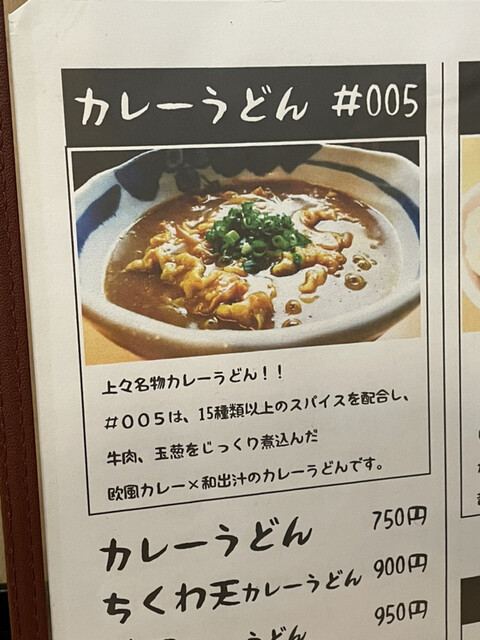 カレーうどん #005
上々名物カレーうどん！！
#005は、15種類以上のスパイスを配合し、
牛肉、玉葱をじっくり煮込んだ
欧風カレー×和出汁のカレーうどんです。
カレーうどん 750円
ちくわ天カレーうどん 900円
うどん 950円